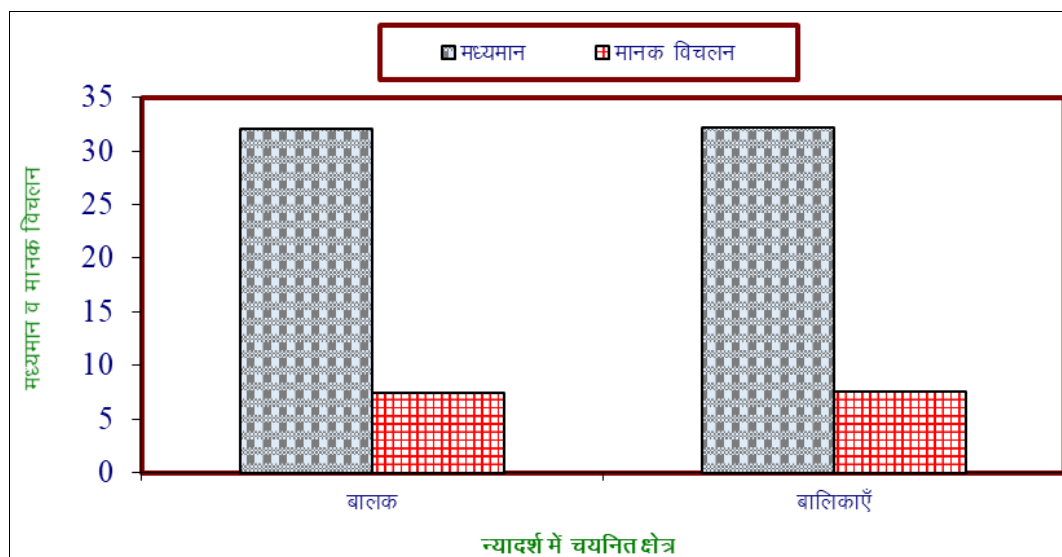 मध्यमान मानक विचलन
मध्यमान व मानक विचलन
35
30
25
20
15
10
5
0
बालक बालिकाएँ
न्यादर्श में चयनित क्षेत्र